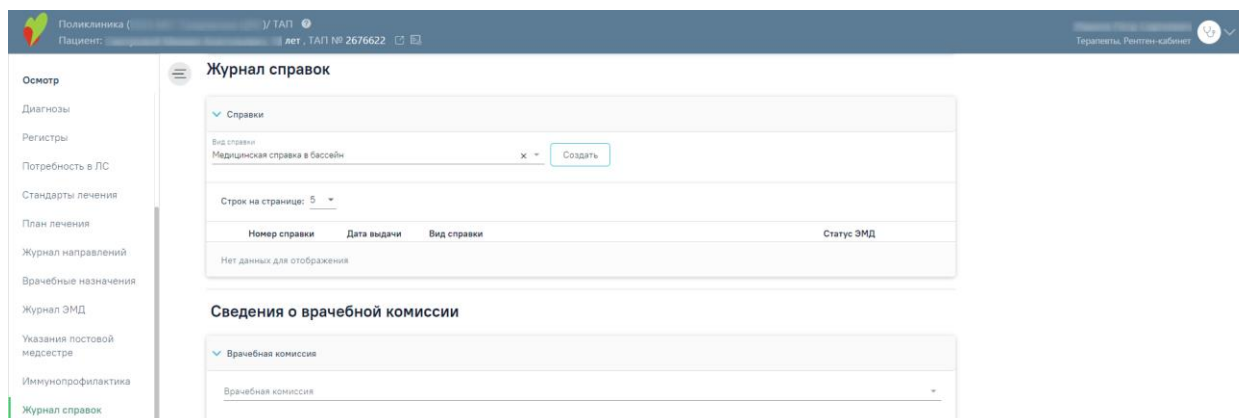 Поликлиника (
)/ ТАП
Пациент:
лет , ТАП № 2676622
Терапевты, Рентген-кабинет
Осмотр
Диагнозы
Регистры
Потребность в ЛС
Стандарты лечения
План лечения
Журнал направлений
Врачебные назначения
Журнал ЭМД
Указания постовой
медсестре
Иммунопрофилактика
Журнал справок
Журнал справок
Справки
Вид справки
Медицинская справка в бассейн
Создать
Строк на странице: 5
Номер справки Дата выдачи Вид справки Статус ЭМД
Нет данных для отображения
Сведения о врачебной комиссии
Врачебная комиссия
Врачебная комиссия